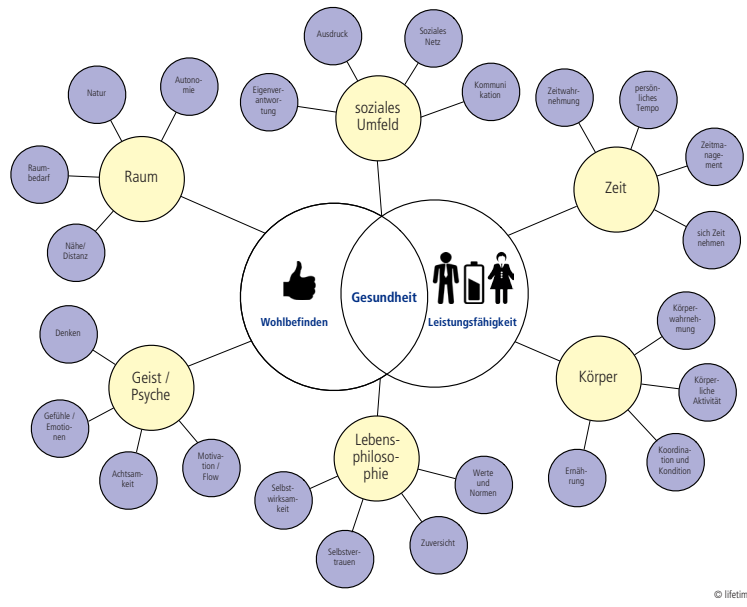 Ausdruck
Soziales
Netz
Eigenver-
antwor-
tung
Kommuni
kation
soziales
Umfeld
Natur
Autono-
mie
Raum-
bedarf
Nähe/
Distanz
Raum
Zeitwahr-
nehmung
persön-
liches
Tempo
Zeitma-
nage-
ment
sich Zeit
nehmen
Zeit
Wohlbefinden
Gesundheit
Leistungsfähigkeit
Denken
Gefühle /
Emotio-
nen
Achtsam-
keit
Motiva-
tion /
Flow
Geist /
Psyche
Lebens-
philoso-
phie
Selbst-
wirksam-
keit
Selbstver-
trauen
Zuversicht
Werte
und
Normen
Körper
Körper-
wahrneh-
mung
Körper-
liche
Aktivität
Koordina-
tion und
Kondition
Ernäh-
rung
© lifetim